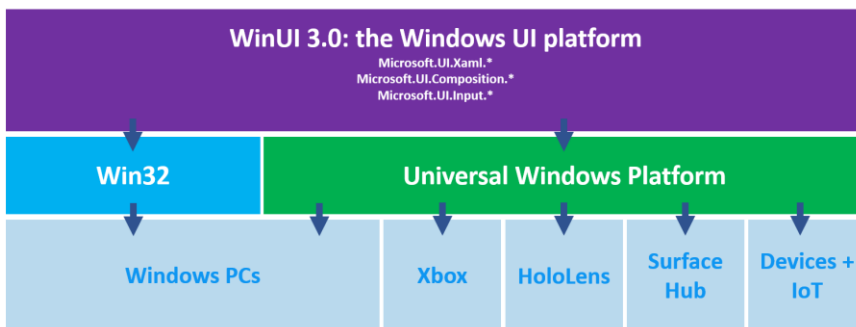 WinUI 3.0: the Windows UI platform
Microsoft.UI.Xaml.*
Microsoft.UI.Composition.*
Microsoft.UI.Input.*
Win32
Universal Windows Platform
Windows PCs
Xbox
HoloLens
Surface
Hub
Devices +
IoT